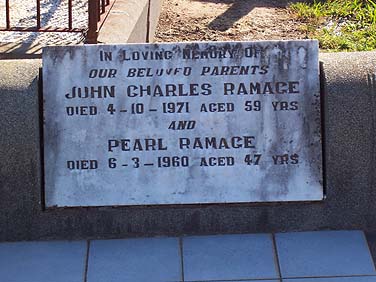 IN LOVING MEMORY OF
OUR BELOVED PARENTS
JOHN CHARLES RAMAGE
DIED 4-10-1971 AGED 59 YRS
AND
PEARL RAMAGE
DIED 6-3-1960 AGED 47 YRS